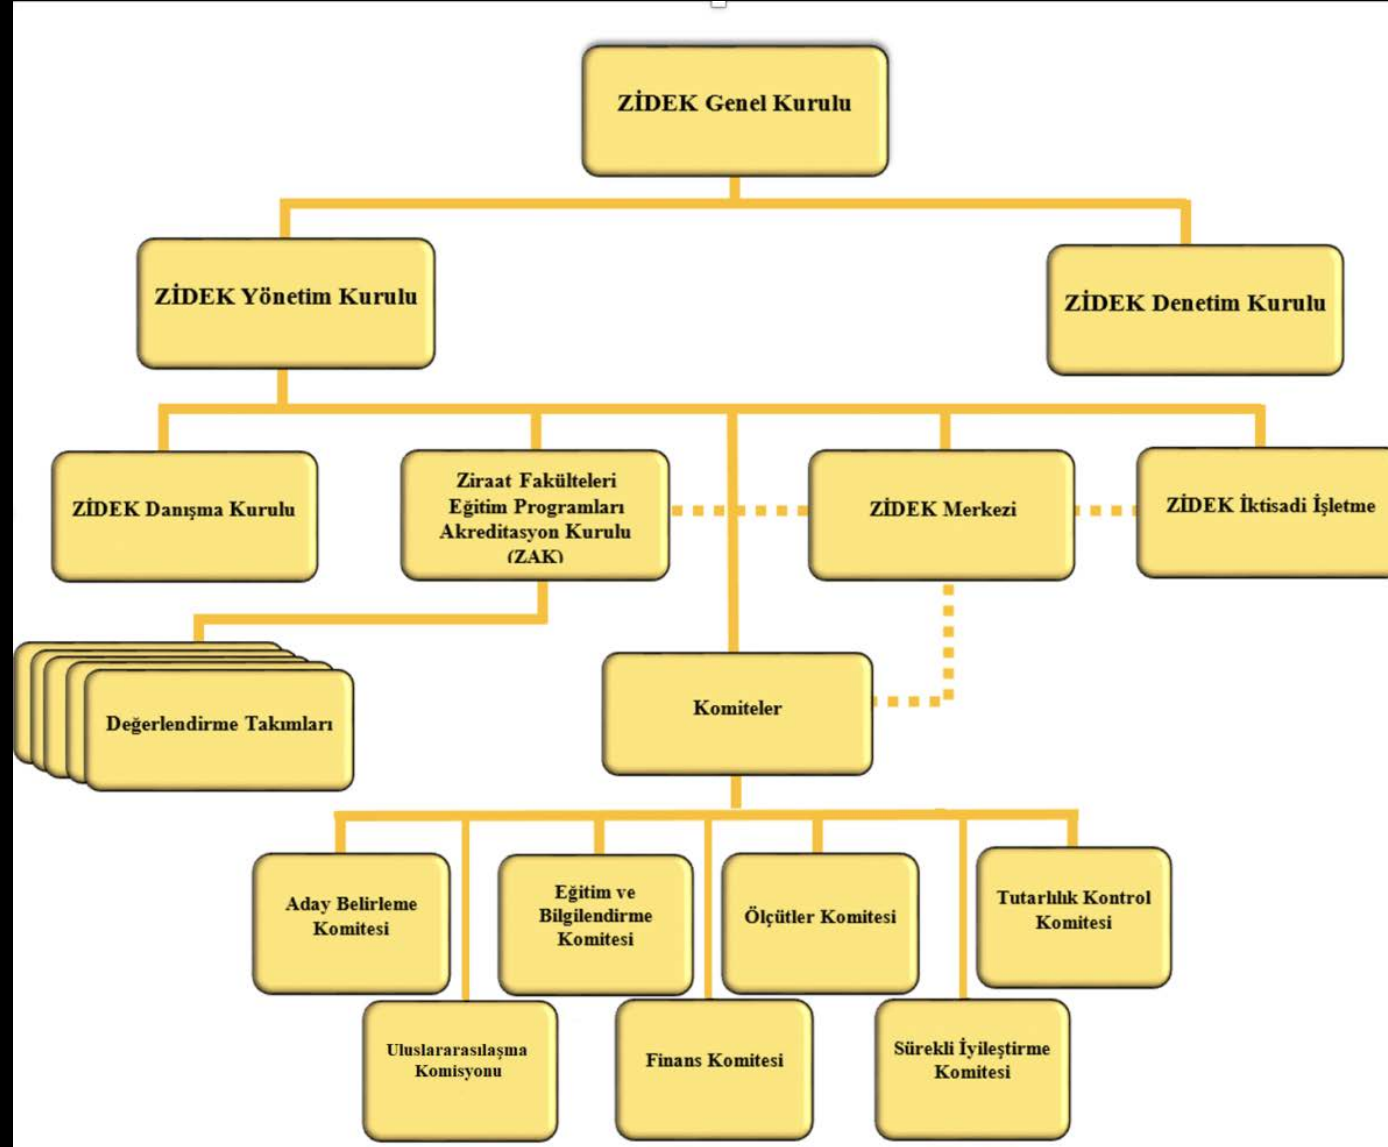 ZİDEK Genel Kurulu
ZİDEK Yönetim Kurulu
ZİDEK Denetim Kurulu
ZİDEK Danışma Kurulu
Ziraat Fakülteleri
Eğitim Programları
Akreditasyon Kurulu
(ZAK)
ZİDEK Merkezi
ZİDEK İktisadi İşletme
Değerlendirme Takımları
Komiteler
Aday Belirleme
Komitesi
Eğitim ve
Bilgilendirme
Komitesi
Ölçütler Komitesi
Tutarlılık Kontrol
Komitesi
Uluslararasılaşma
Komisyonu
Finans Komitesi
Sürekli İyileştirme
Komitesi